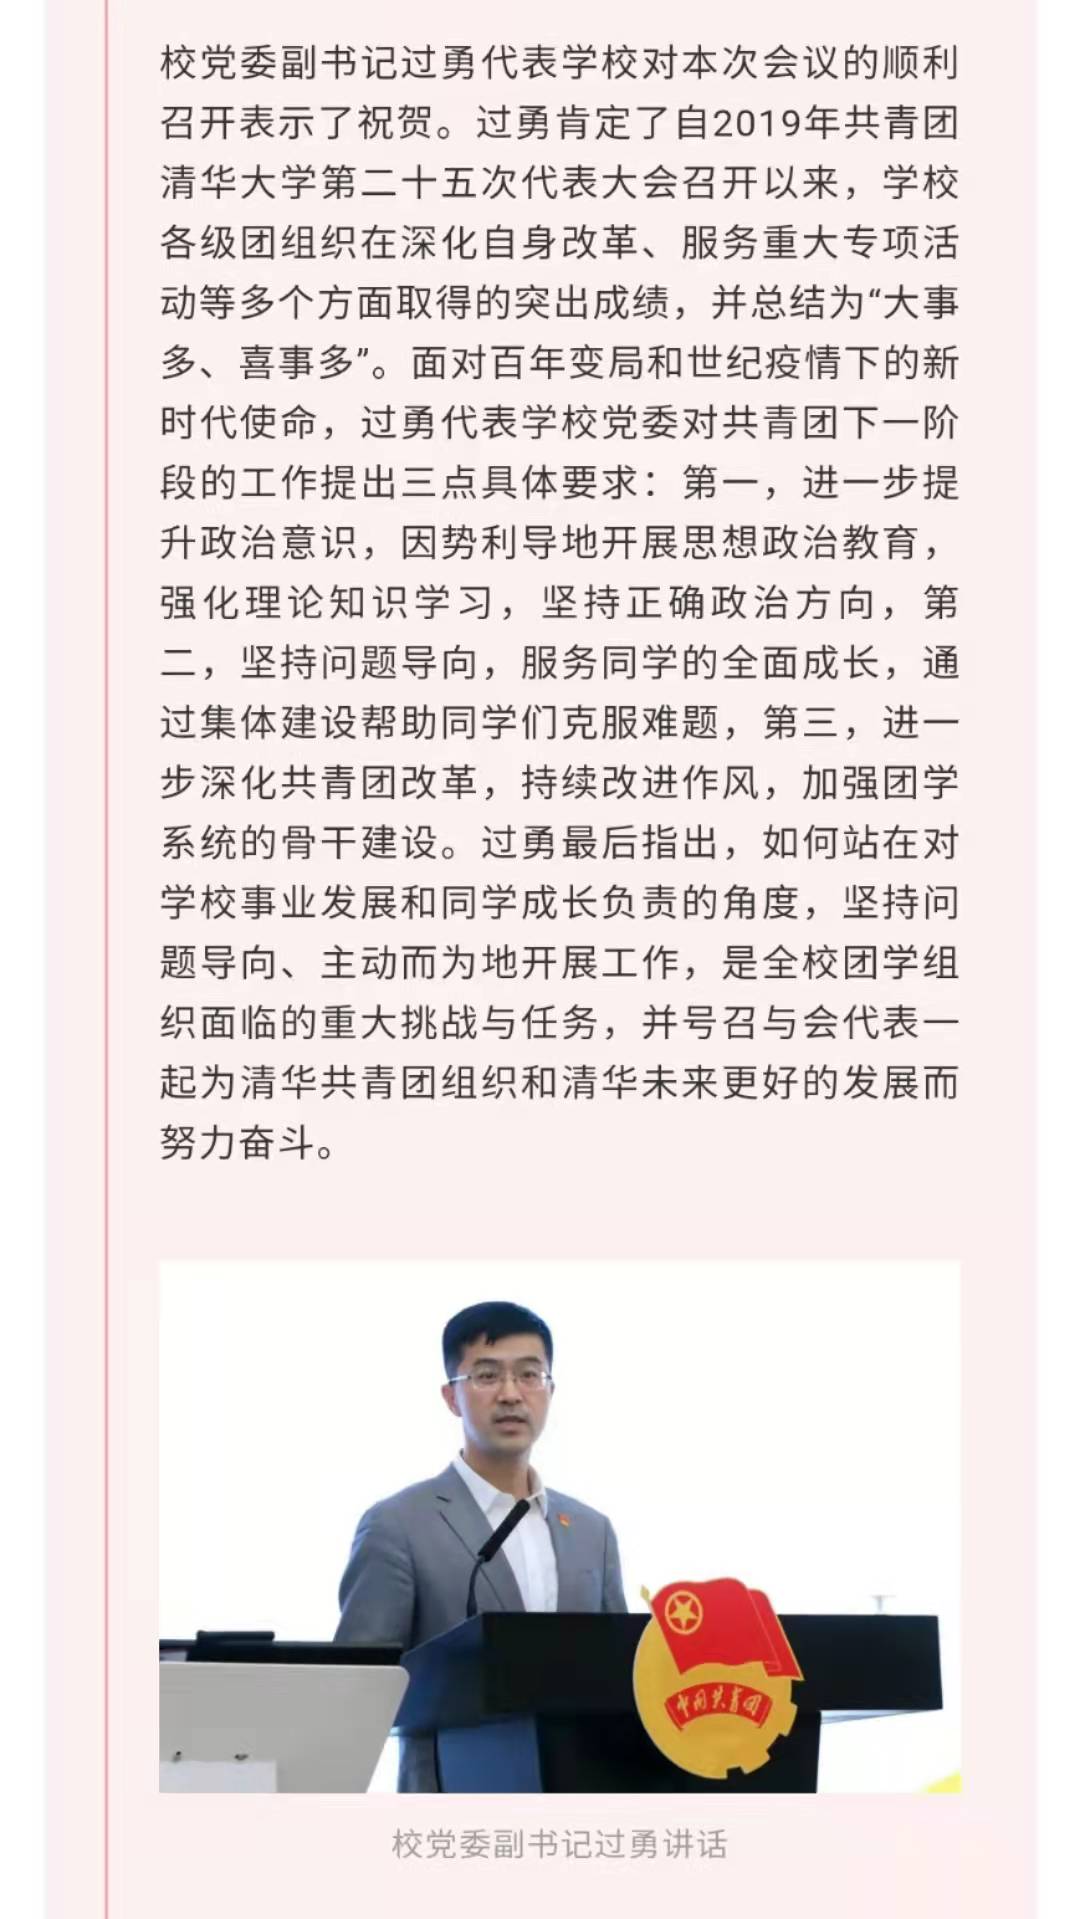 校党委副书记过勇代表学校对本次会议的顺利
召开表示了祝贺。过勇肯定了自2019年共青团
清华大学第二十五次代表大会召开以来，学校
各级团组织在深化自身改革、服务重大专项活
动等多个方面取得的突出成绩，并总结为“大事
多、喜事多”。面对百年变局和世纪疫情下的新
时代使命，过勇代表学校党委对共青团下一阶
段的工作提出三点具体要求：第一，进一步提
升政治意识，因势利导地开展思想政治教育，
强化理论知识学习，坚持正确政治方向，第
二，坚持问题导向，服务同学的全面成长，通
过集体建设帮助同学们克服难题，第三，进一
步深化共青团改革，持续改进作风，加强团学
系统的骨干建设。过勇最后指出，如何站在对
学校事业发展和同学成长负责的角度，坚持问
题导向、主动而为地开展工作，是全校团学组
织面临的重大挑战与任务，并号召与会代表一
起为清华共青团组织和清华未来更好的发展而
努力奋斗。
中国共青团
校党委副书记过勇讲话